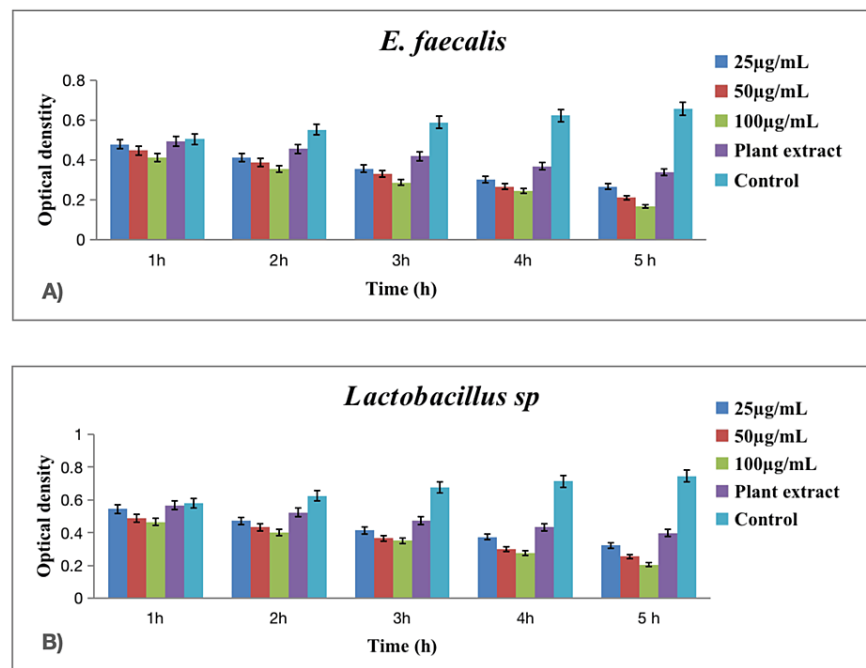 E. faecalis
25µg/mL
50µg/mL
100µg/mL
Plant extract
Control
Optical denstity
0.8
0.6
0.4
0.2
0
1h 2h 3h 4h 5 h
Time (h)
A)
Lactobacillus sp
25µg/mL
50µg/mL
100µg/mL
Plant extract
Control
Optical density
1
0.8
0.6
0.4
0.2
0
1h 2h 3h 4h 5 h
Time (h)
B)